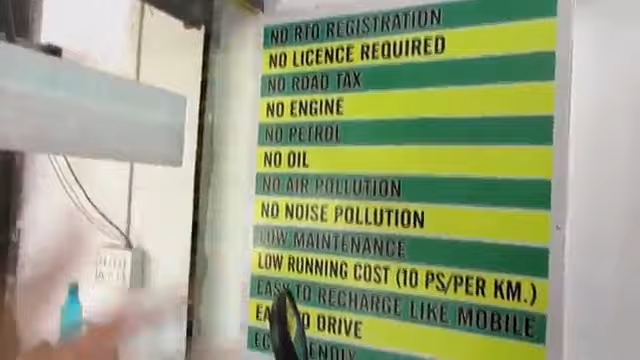 NO RTO REGISTRATION
NO LICENCE REQUIRED
NO ROAD TAX
NO ENGINE
NO PETROL
NO OIL
NO AIR POLLUTION
NO NOISE POLLUTION
LOW MAINTENANCE
LOW RUNNING COST (10 PS/PER KM.)
EASY TO RECHARGE LIKE MOBILE
DRIVE